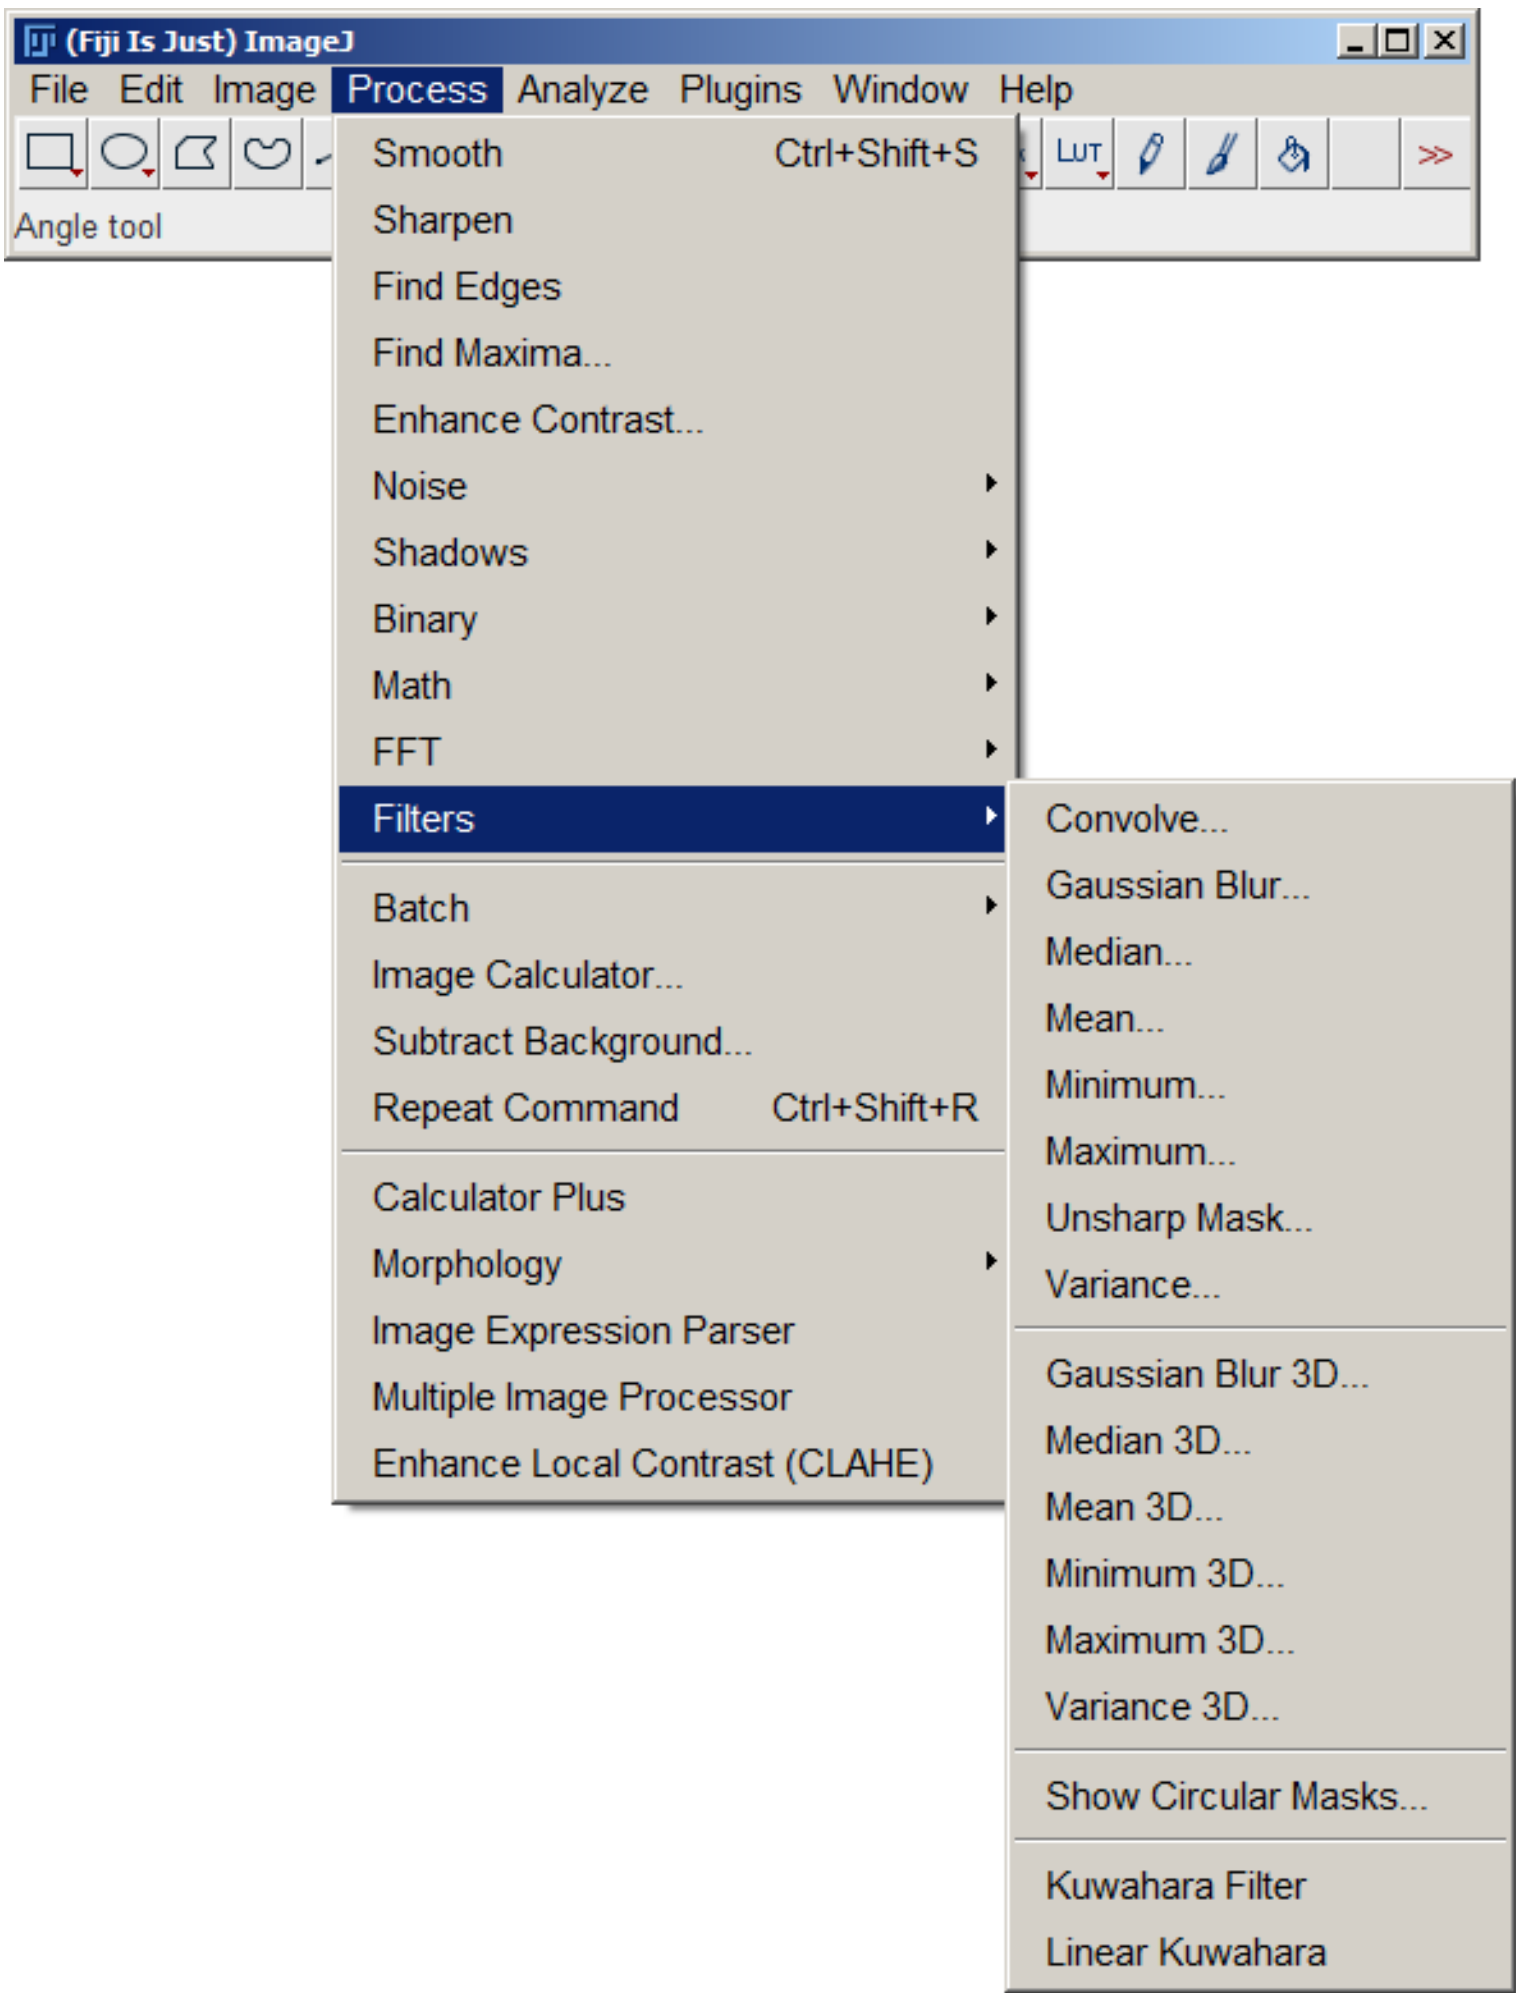 (Fiji Is Just) ImageJ
File Edit Image Process Analyze Plugins Window Help
LUT >>
Angle tool
Smooth Ctrl+Shift+S
Sharpen
Find Edges
Find Maxima...
Enhance Contrast...
Noise
Shadows
Binary
Math
FFT
Filters
Batch
Image Calculator...
Subtract Background...
Repeat Command Ctrl+Shift+R
Calculator Plus
Morphology
Image Expression Parser
Multiple Image Processor
Enhance Local Contrast (CLAHE)
Convolve...
Gaussian Blur...
Median...
Mean...
Minimum...
Maximum...
Unsharp Mask...
Variance...
Gaussian Blur 3D...
Median 3D...
Mean 3D...
Minimum 3D...
Maximum 3D...
Variance 3D...
Show Circular Masks...
Kuwahara Filter
Linear Kuwahara